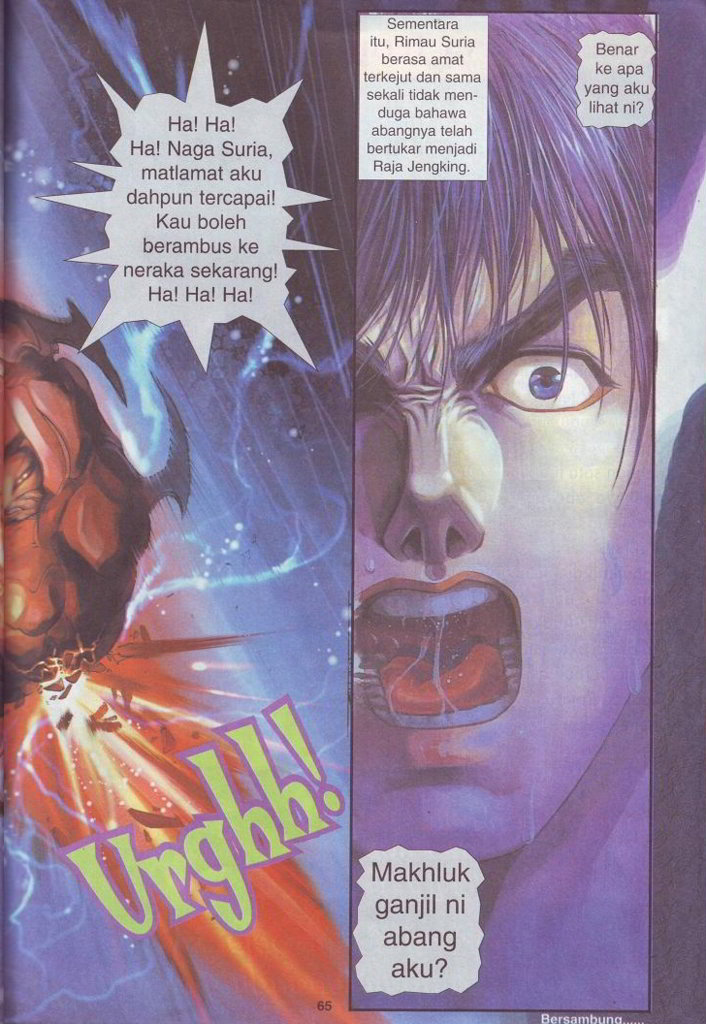 Ha! Ha!
Ha! Naga Suria,
matlamat aku
dahpun tercapai!
Kau boleh
berambus ke
neraka sekarang!
Ha! Ha! Ha!
Urghh!
65
Sementara
itu, Rimau Suria
berasa amat
terkejut dan sama
sekali tidak men-
duga bahawa
abangnya telah
bertukar menjadi
Raja Jengking.
Benar
ke apa
yang aku
lihat ni?
Makhluk
ganjil ni
abang
aku?
Bersambung......